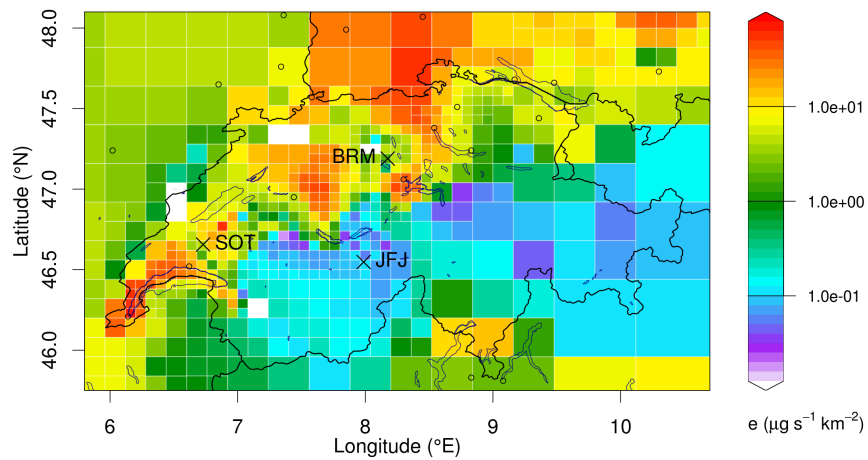 48.0
47.5
47.0
46.5
46.0
Latitude (°N)
BRM
SOT
JFJ
6
7
8
9
10
Longitude (°E)
1.0e+01
1.0e+00
1.0e-01
e (µg s⁻¹ km⁻²)